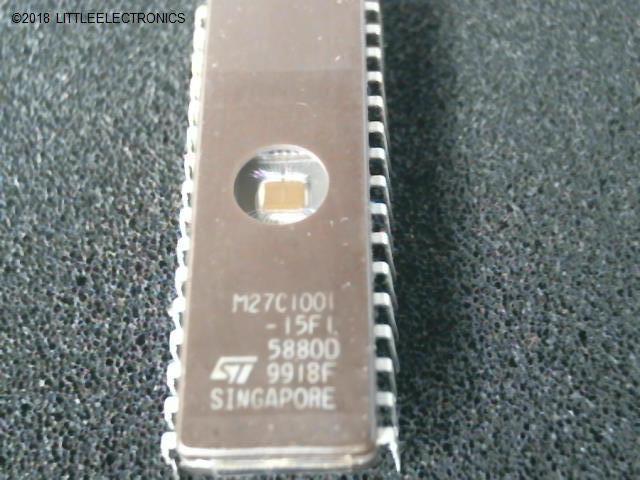 ©2018 LITTLEELECTRONICS
M27C1001
-15F1
5880D
ST 9918F
SINGAPORE